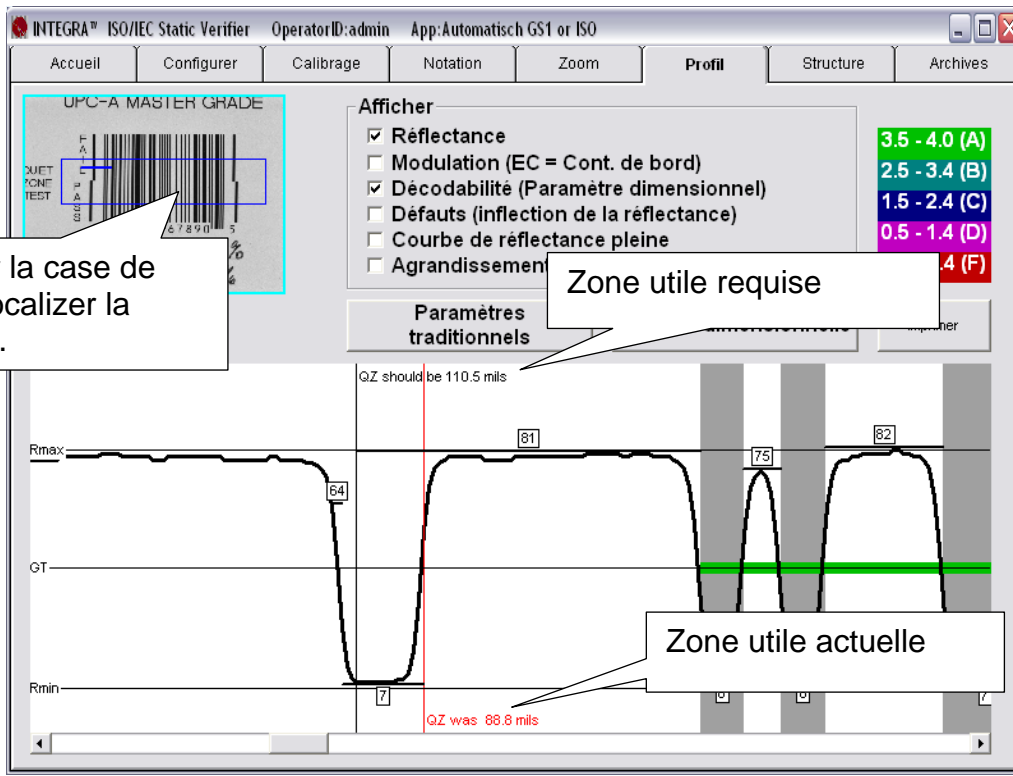 INTEGRA™ ISO/IEC Static Verifier OperatorID:admin App:Automatisch GS1 or ISO
Accueil Configurer Calibrage Notation Zoom Profil Structure Archives
UPC-A MASTER GRADE
FAIL
PASS
ZONE
TEST
67890 5
%
Afficher
Réflectance
Modulation (EC = Cont. de bord)
Décodabilité (Paramètre dimensionnel)
Défauts (inflection de la réflectance)
Courbe de réflectance pleine
Agrandissement
3.5 - 4.0 (A)
2.5 - 3.4 (B)
1.5 - 2.4 (C)
0.5 - 1.4 (D)
.4 (F)
la case de
localizer la
.
Zone utile requise
Paramètres
traditionnels
QZ should be 110.5 mils
Rmax
81
82
75
64
GT
Zone utile actuelle
Rmin
7
QZ was 88.8 mils